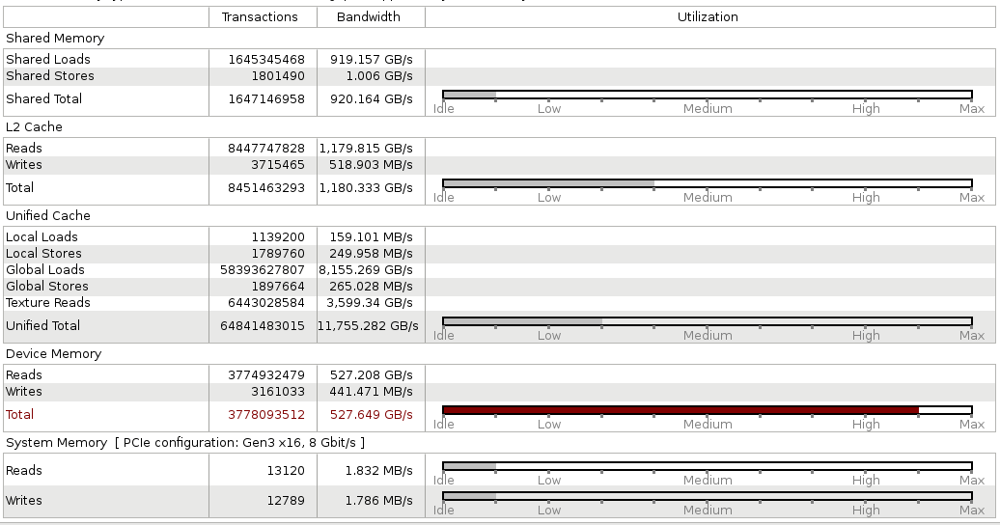 Transactions Bandwidth Utilization
Shared Memory
Shared Loads 1645345468 919.157 GB/s
Shared Stores 1801490 1.006 GB/s
Shared Total 1647146958 920.164 GB/s
Idle Low Medium High Max
L2 Cache
Reads 8447747828 1,179.815 GB/s
Writes 3715465 518.903 MB/s
Total 8451463293 1,180.333 GB/s
Idle Low Medium High Max
Unified Cache
Local Loads 1139200 159.101 MB/s
Local Stores 1789760 249.958 MB/s
Global Loads 58393627807 8,155.269 GB/s
Global Stores 1897664 265.028 MB/s
Texture Reads 6443028584 3,599.34 GB/s
Unified Total 64841483015 11,755.282 GB/s
Idle Low Medium High Max
Device Memory
Reads 3774932479 527.208 GB/s
Writes 3161033 441.471 MB/s
Total 3778093512 527.649 GB/s
Idle Low Medium High Max
System Memory [ PCIe configuration: Gen3 x16, 8 Gbit/s ]
Reads 13120 1.832 MB/s
Idle Low Medium High Max
Writes 12789 1.786 MB/s
Idle Low Medium High Max